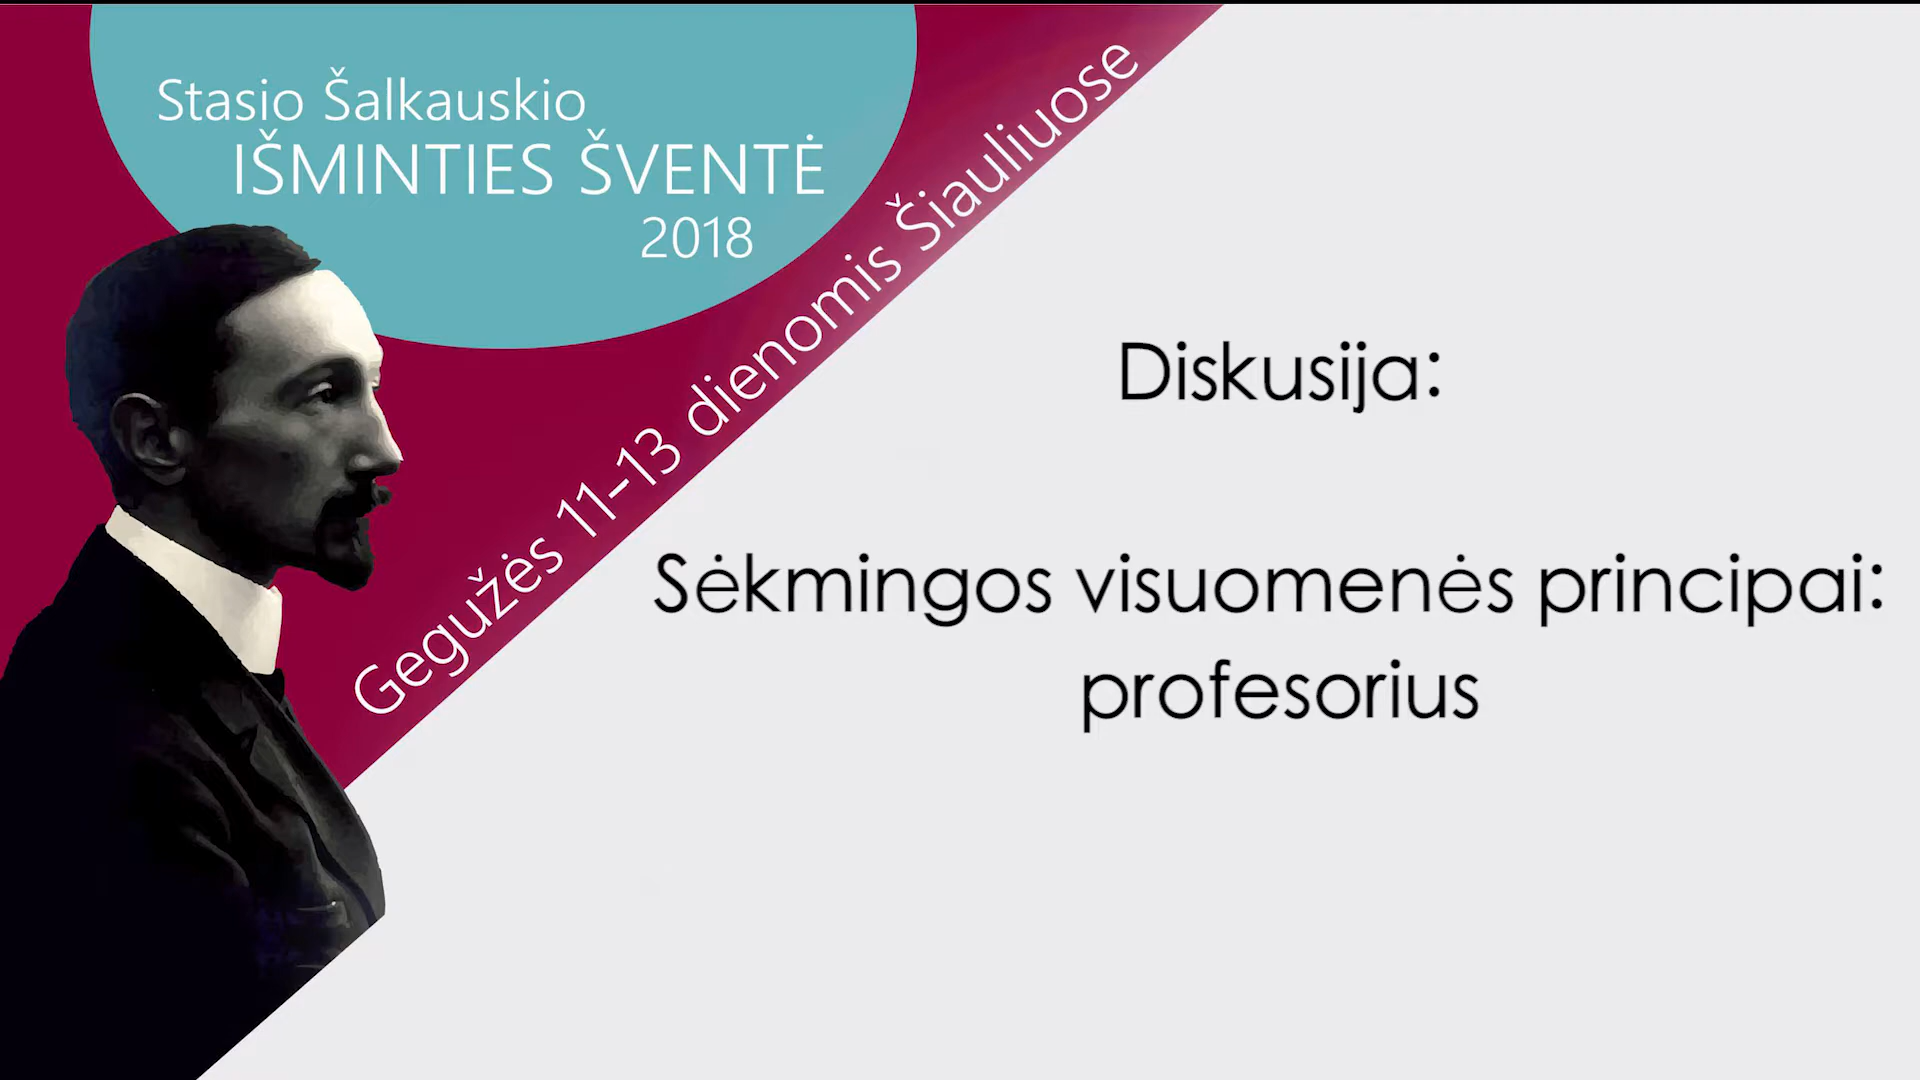 Stasio Šalkauskio
IŠMINTIES ŠVENTĖ
2018
Gegužės 11-13 dienomis Šiauliuose
Diskusija:
Sėkmingos visuomenės principai:
profesorius